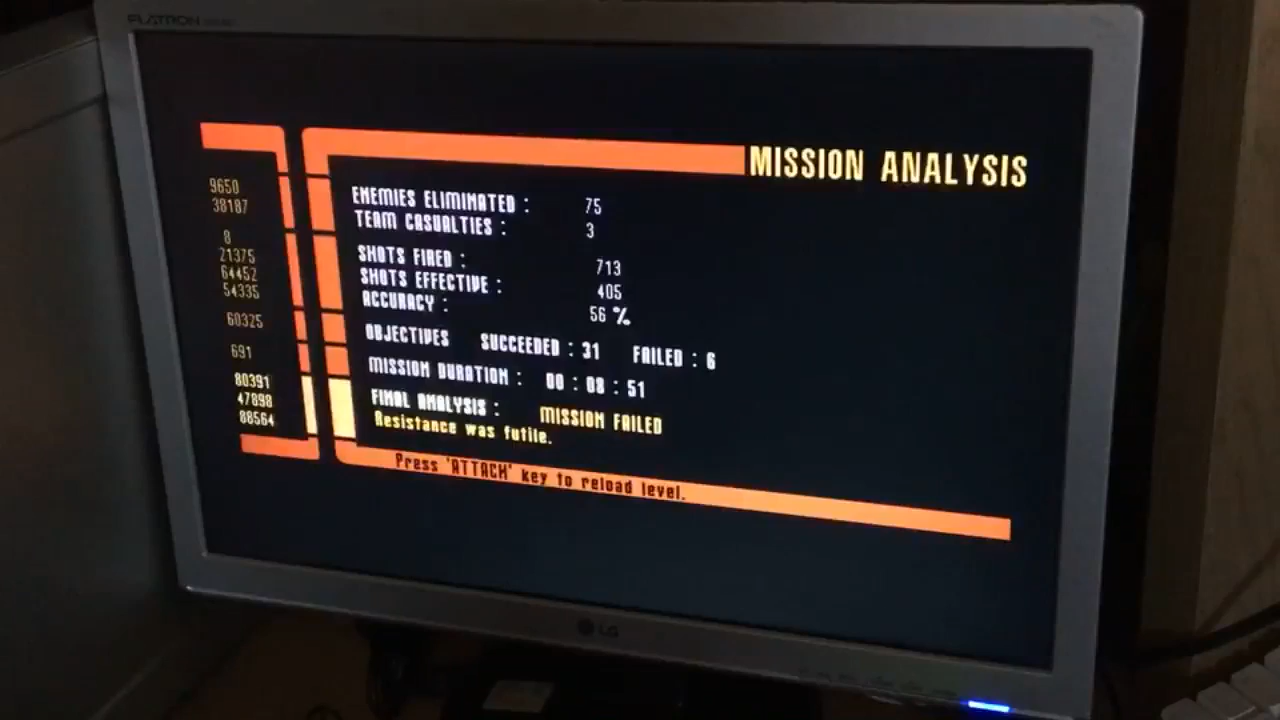 FLATRON
MISSION ANALYSIS
9650
38187
8
21375
64452
54335
60325
691
80391
47898
88564
ENEMIES ELIMINATED : 75
TEAM CASUALTIES : 3
SHOTS FIRED : 713
SHOTS EFFECTIVE : 405
ACCURACY : 56 %
OBJECTIVES SUCCEEDED : 31 FAILED : 6
MISSION DURATION : 00 : 08 : 51
FINAL ANALYSIS : MISSION FAILED
Resistance was futile.
Press 'ATTACK' key to reload level.
LG